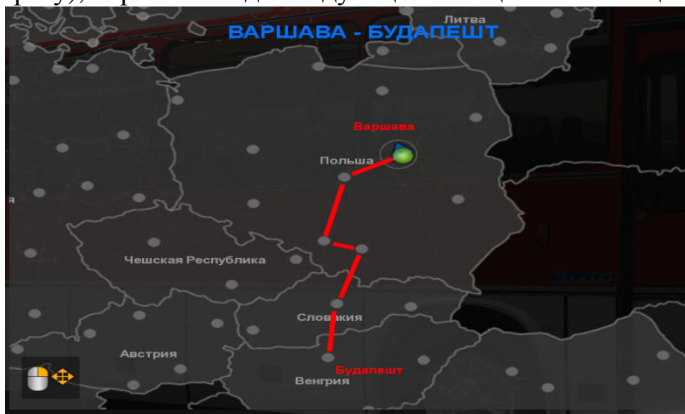 Литва
ВАРШАВА - БУДАПЕШТ
Варшава
Польша
Чешская Республика
Словакия
Австрия
Будапешт
Венгрия